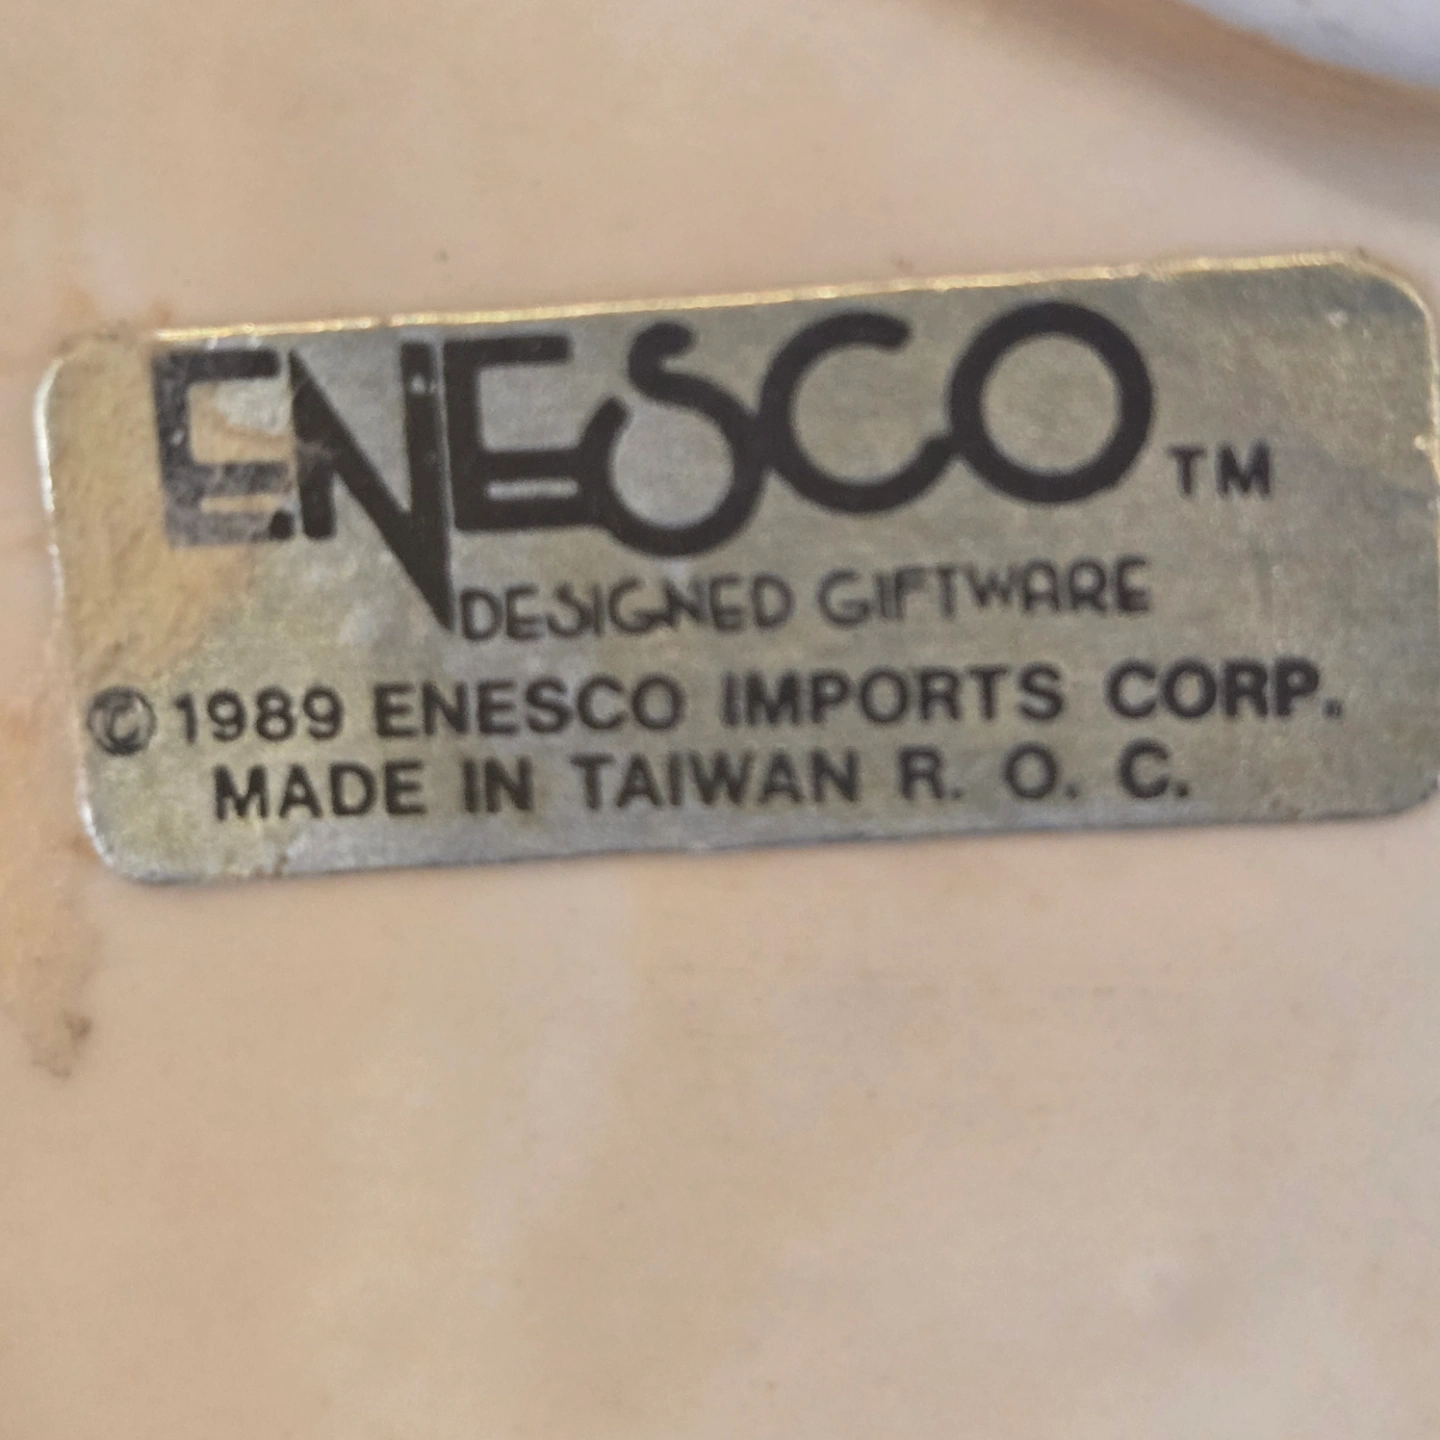 ENESCO TM
DESIGNED GIFTWARE
© 1989 ENESCO IMPORTS CORP.
MADE IN TAIWAN R. O. C.